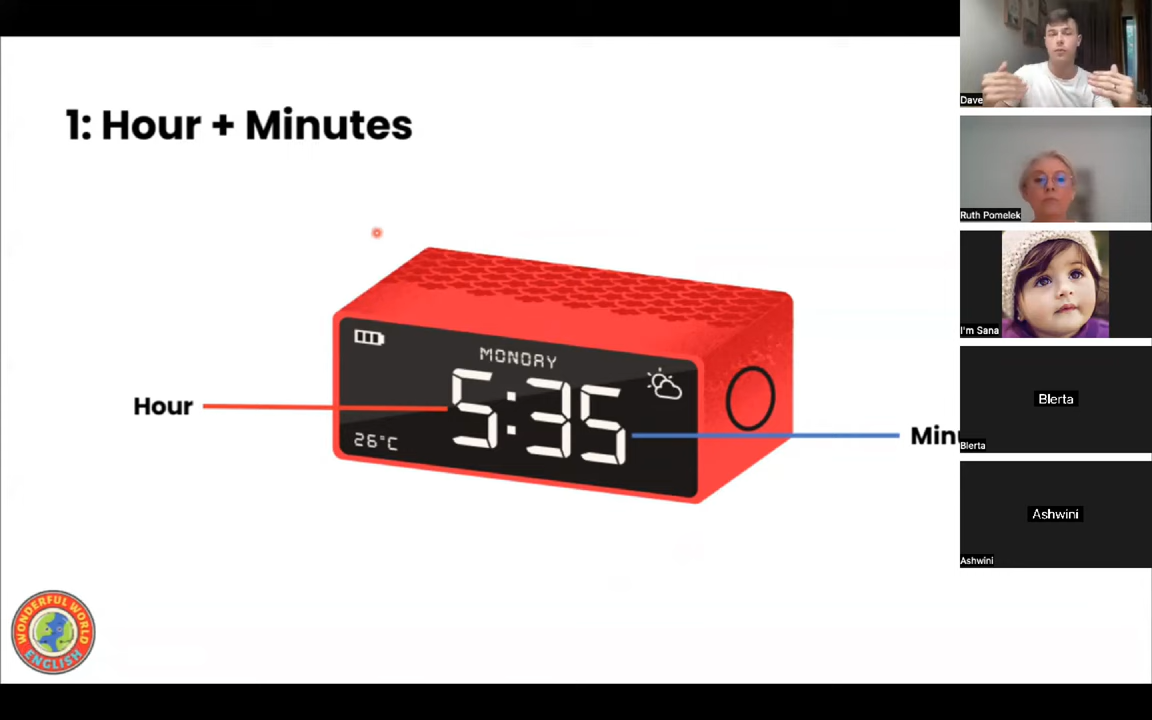 1: Hour + Minutes
MONDAY
5:35
26°C
Hour
Min
WONDERFUL WORLD
ENGLISH
Dave
Ruth Pomelek
I'm Sana
Blerta
Blerta
Ashwini
Ashwini